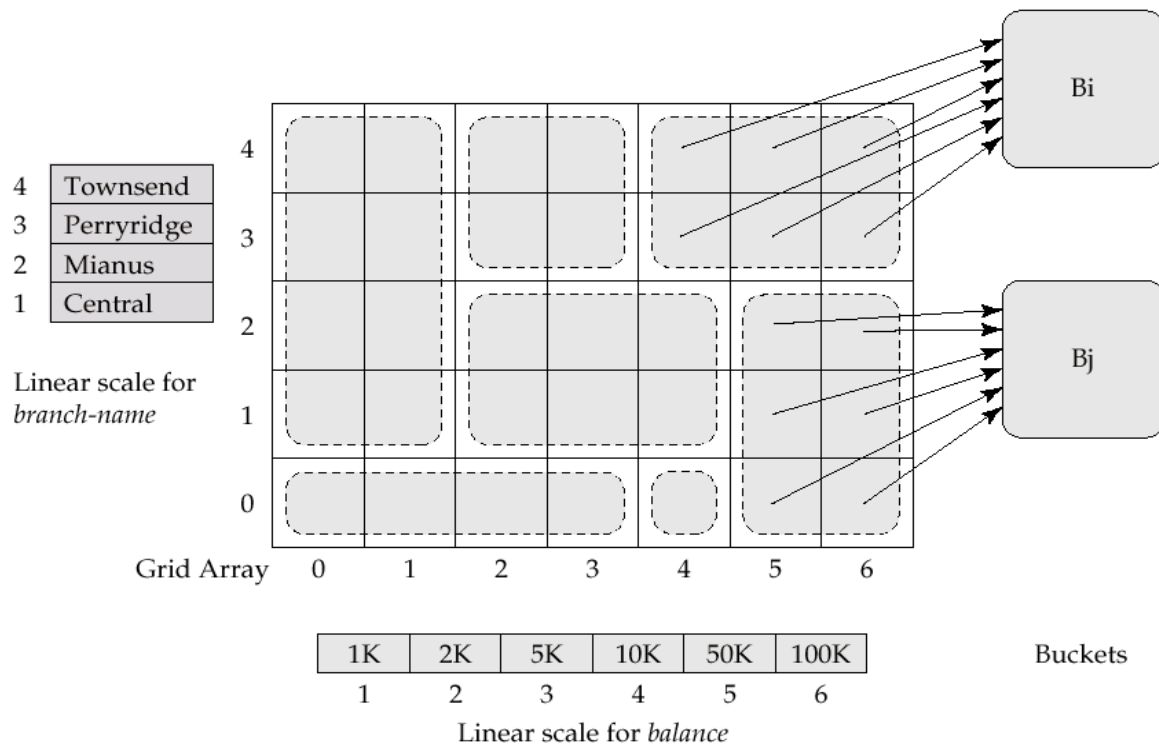 Bi
4
3
2
1
0
4 Townsend
3 Perryridge
2 Mianus
1 Central
Linear scale for
branch-name
Bj
Grid Array 0 1 2 3 4 5 6
1K 2K 5K 10K 50K 100K
1 2 3 4 5 6
Linear scale for balance
Buckets